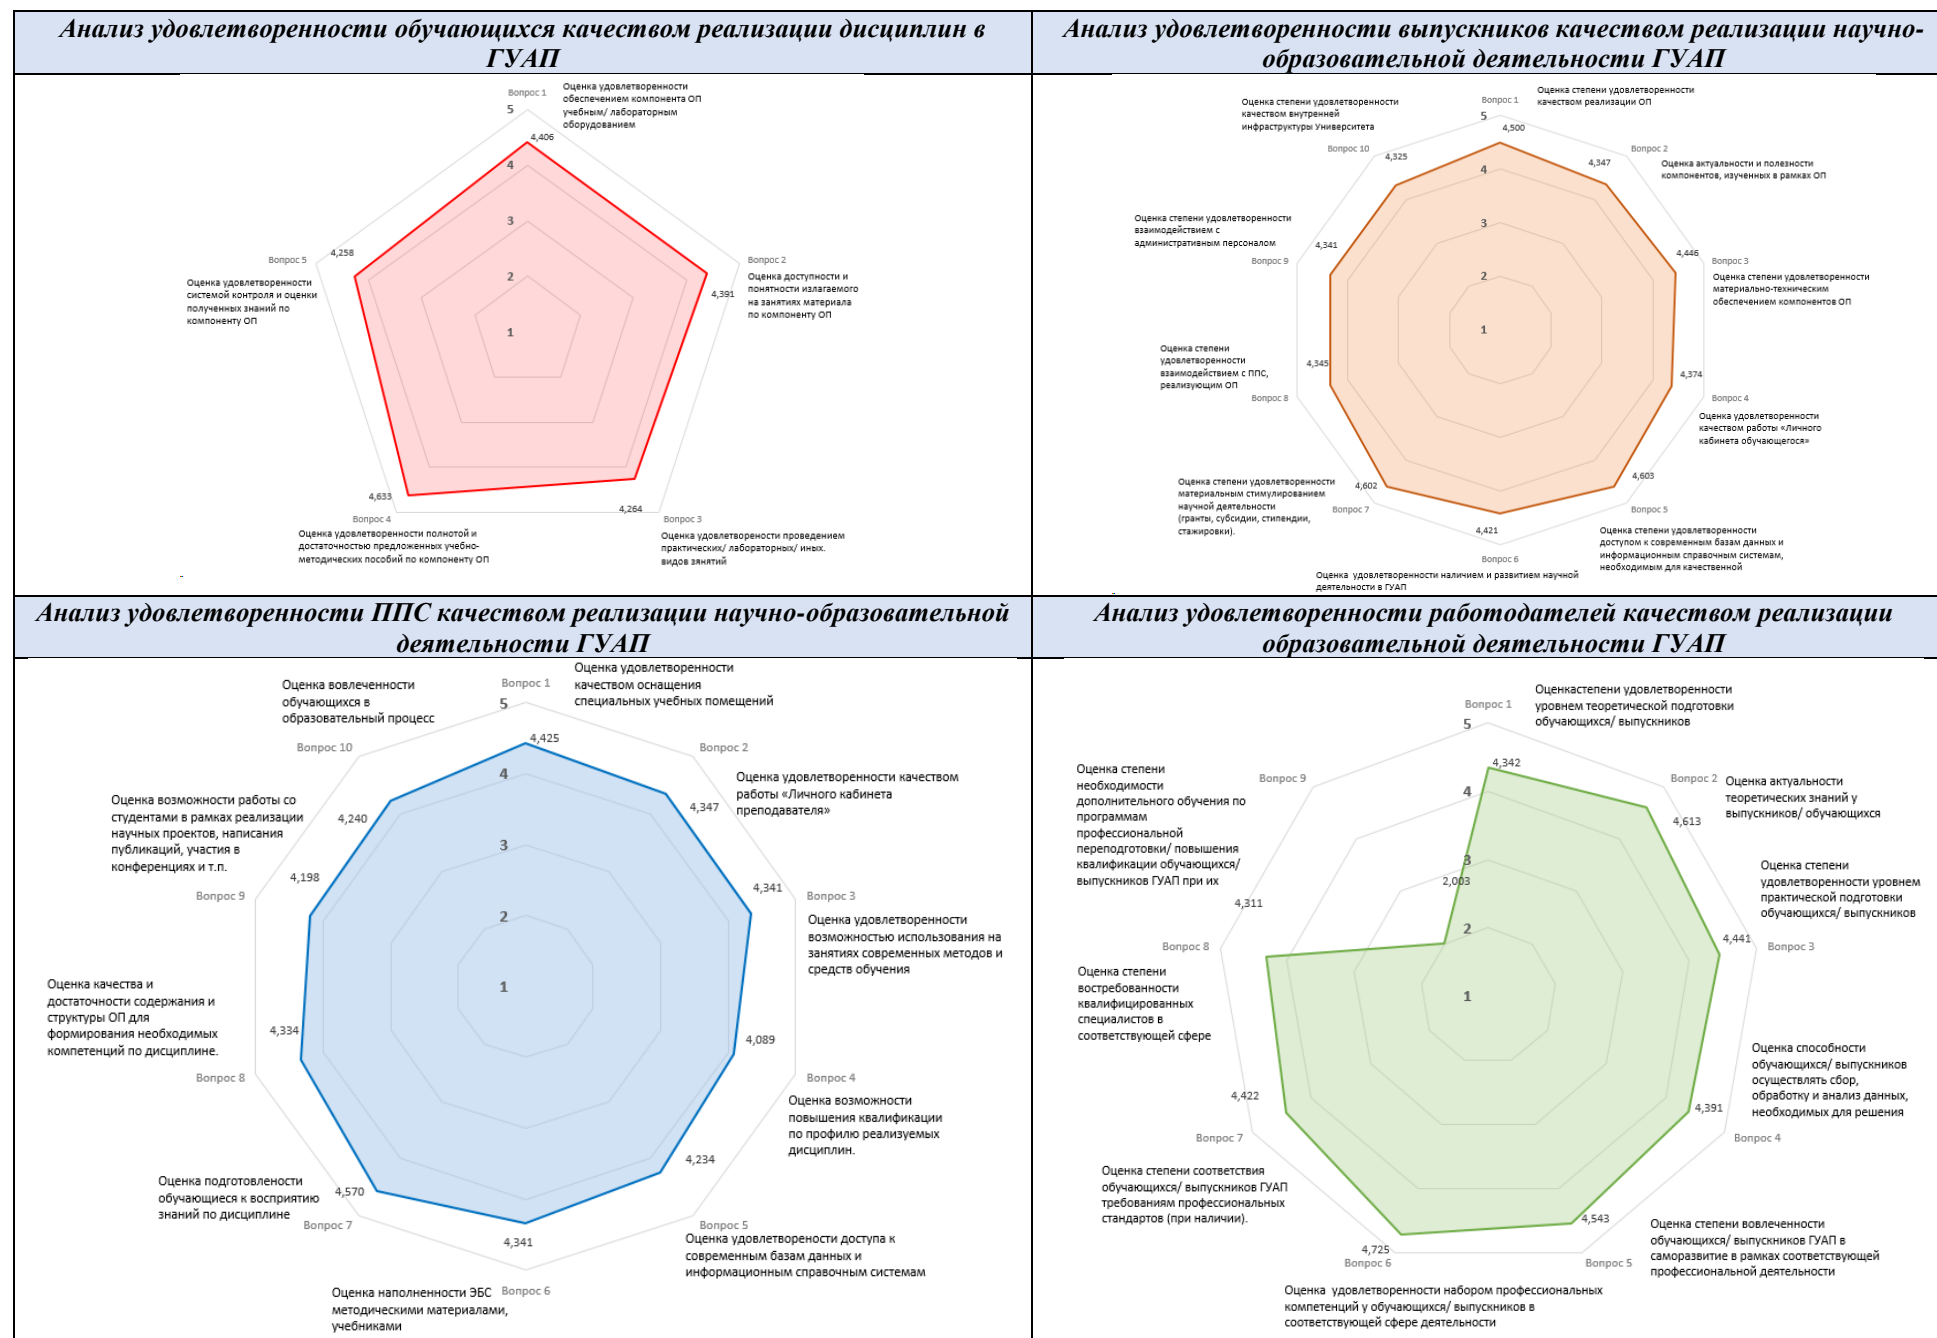 Анализ удовлетворенности обучающихся качеством реализации дисциплин в
ГУАП
Анализ удовлетворенности выпускников качеством реализации научно-
образовательной деятельности ГУАП
Вопрос 1
Оценка удовлетворенности
обеспечением компонента ОП
учебным/ лабораторным
оборудованием
5
4,406
4
3
2
1
Вопрос 2
Оценка доступности и
понятности излагаемого
на занятиях материала
по компоненту ОП
4,391
Вопрос 5
4,258
Оценка удовлетворенности
системой контроля и оценки
полученных знаний по
компоненту ОП
4,633
Вопрос 4
Оценка удовлетворенности полнотой и
достаточностью предложенных учебно-
методических пособий по компоненту ОП
4,264
Вопрос 3
Оценка удовлетворености проведением
практических/ лабораторных/ иных.
видов зянятий
Вопрос 1
Оценка степени удовлетворенности
качеством реализации ОП
5
4,500
4
3
2
1
Вопрос 2
4,347
Оценка актуальности и полезности
компонентов, изученных в рамках ОП
4,446
Вопрос 3
Оценка степени удовлетворенности
материально-техническим
обеспечением компонентов ОП
4,374
Вопрос 4
Оценка удовлетворенности
качеством работы «Личного
кабинета обучающегося»
4,603
Вопрос 5
Оценка степени удовлетворенности
доступом к современным базам данных и
информационным справочным системам,
необходимым для качественной
4,421
Вопрос 6
Оценка удовлетворенности наличием и развитием научной
деятельности в ГУАП
4,602
Вопрос 7
Оценка степени удовлетворенности
материальным стимулированием
научной деятельности
(гранты, субсидии, стипендии,
стажировки).
Оценка степени
удовлетворенности
взаимодействием с ППС,
реализующим ОП
4,345
Вопрос 8
Оценка степени удовлетворенности
взаимодействием с
административным персоналом
4,341
Вопрос 9
Оценка степени удовлетворенности
качеством внутренней
инфраструктуры Университета
Вопрос 10
4,325
Анализ удовлетворенности ППС качеством реализации научно-образовательной
деятельности ГУАП
Анализ удовлетворенности работодателей качеством реализации
образовательной деятельности ГУАП
Вопрос 1
Оценка удовлетворенности
качеством оснащения
специальных учебных помещений
5
4,425
4
3
2
1
Вопрос 2
Оценка удовлетворенности качеством
работы «Личного кабинета
преподавателя»
4,347
4,341
Вопрос 3
Оценка удовлетворенности
возможностью использования на
занятиях современных методов и
средств обучения
4,089
Вопрос 4
Оценка возможности
повышения квалификации
по профилю реализуемых
дисциплин.
4,234
Вопрос 5
Оценка удовлетворености доступа к
современным базам данных и
информационным справочным системам
4,341
Вопрос 6
Оценка наполненности ЭБС
методическими материалами,
учебниками
Оценка подготовлености
обучающиеся к восприятию
знаний по дисциплине
4,570
Вопрос 7
Оценка качества и
достаточности содержания и
структуры ОП для
формирования необходимых
компетенций по дисциплине.
4,334
Вопрос 8
Оценка возможности работы со
студентами в рамках реализации
научных проектов, написания
публикаций, участия в
конференциях и т.п.
4,198
Вопрос 9
Оценка вовлеченности
обучающихся в
образовательный процесс
Вопрос 10
4,240
Вопрос 1
Оценкастепени удовлетворенности
уровнем теоретической подготовки
обучающихся/ выпускников
5
4,342
4
3
2
1
Вопрос 2
Оценка актуальности
теоретических знаний у
выпускников/ обучающихся
4,613
Оценка степени
удовлетворенности уровнем
практической подготовки
обучающихся/ выпускников
4,441
Вопрос 3
Оценка способности
обучающихся/ выпускников
осуществлять сбор,
обработку и анализ данных,
необходимых для решения
4,391
Вопрос 4
4,543
Вопрос 5
Оценка степени вовлеченности
обучающихся/ выпускников ГУАП в
саморазвитие в рамках соответствующей
профессиональной деятельности
4,725
Вопрос 6
Оценка удовлетворенности набором профессиональных
компетенций у обучающихся/ выпускников в
соответствующей сфере деятельности
4,422
Вопрос 7
Оценка степени соответствия
обучающихся/ выпускников ГУАП
требованиям профессиональных
стандартов (при наличии).
4,311
Вопрос 8
Оценка степени
востребованности
квалифицированных
специалистов в
соответствующей сфере
Вопрос 9
2,003
Оценка степени
необходимости
дополнительного обучения по
программам
профессиональной
переподготовки/ повышения
квалификации обучающихся/
выпускников ГУАП при их